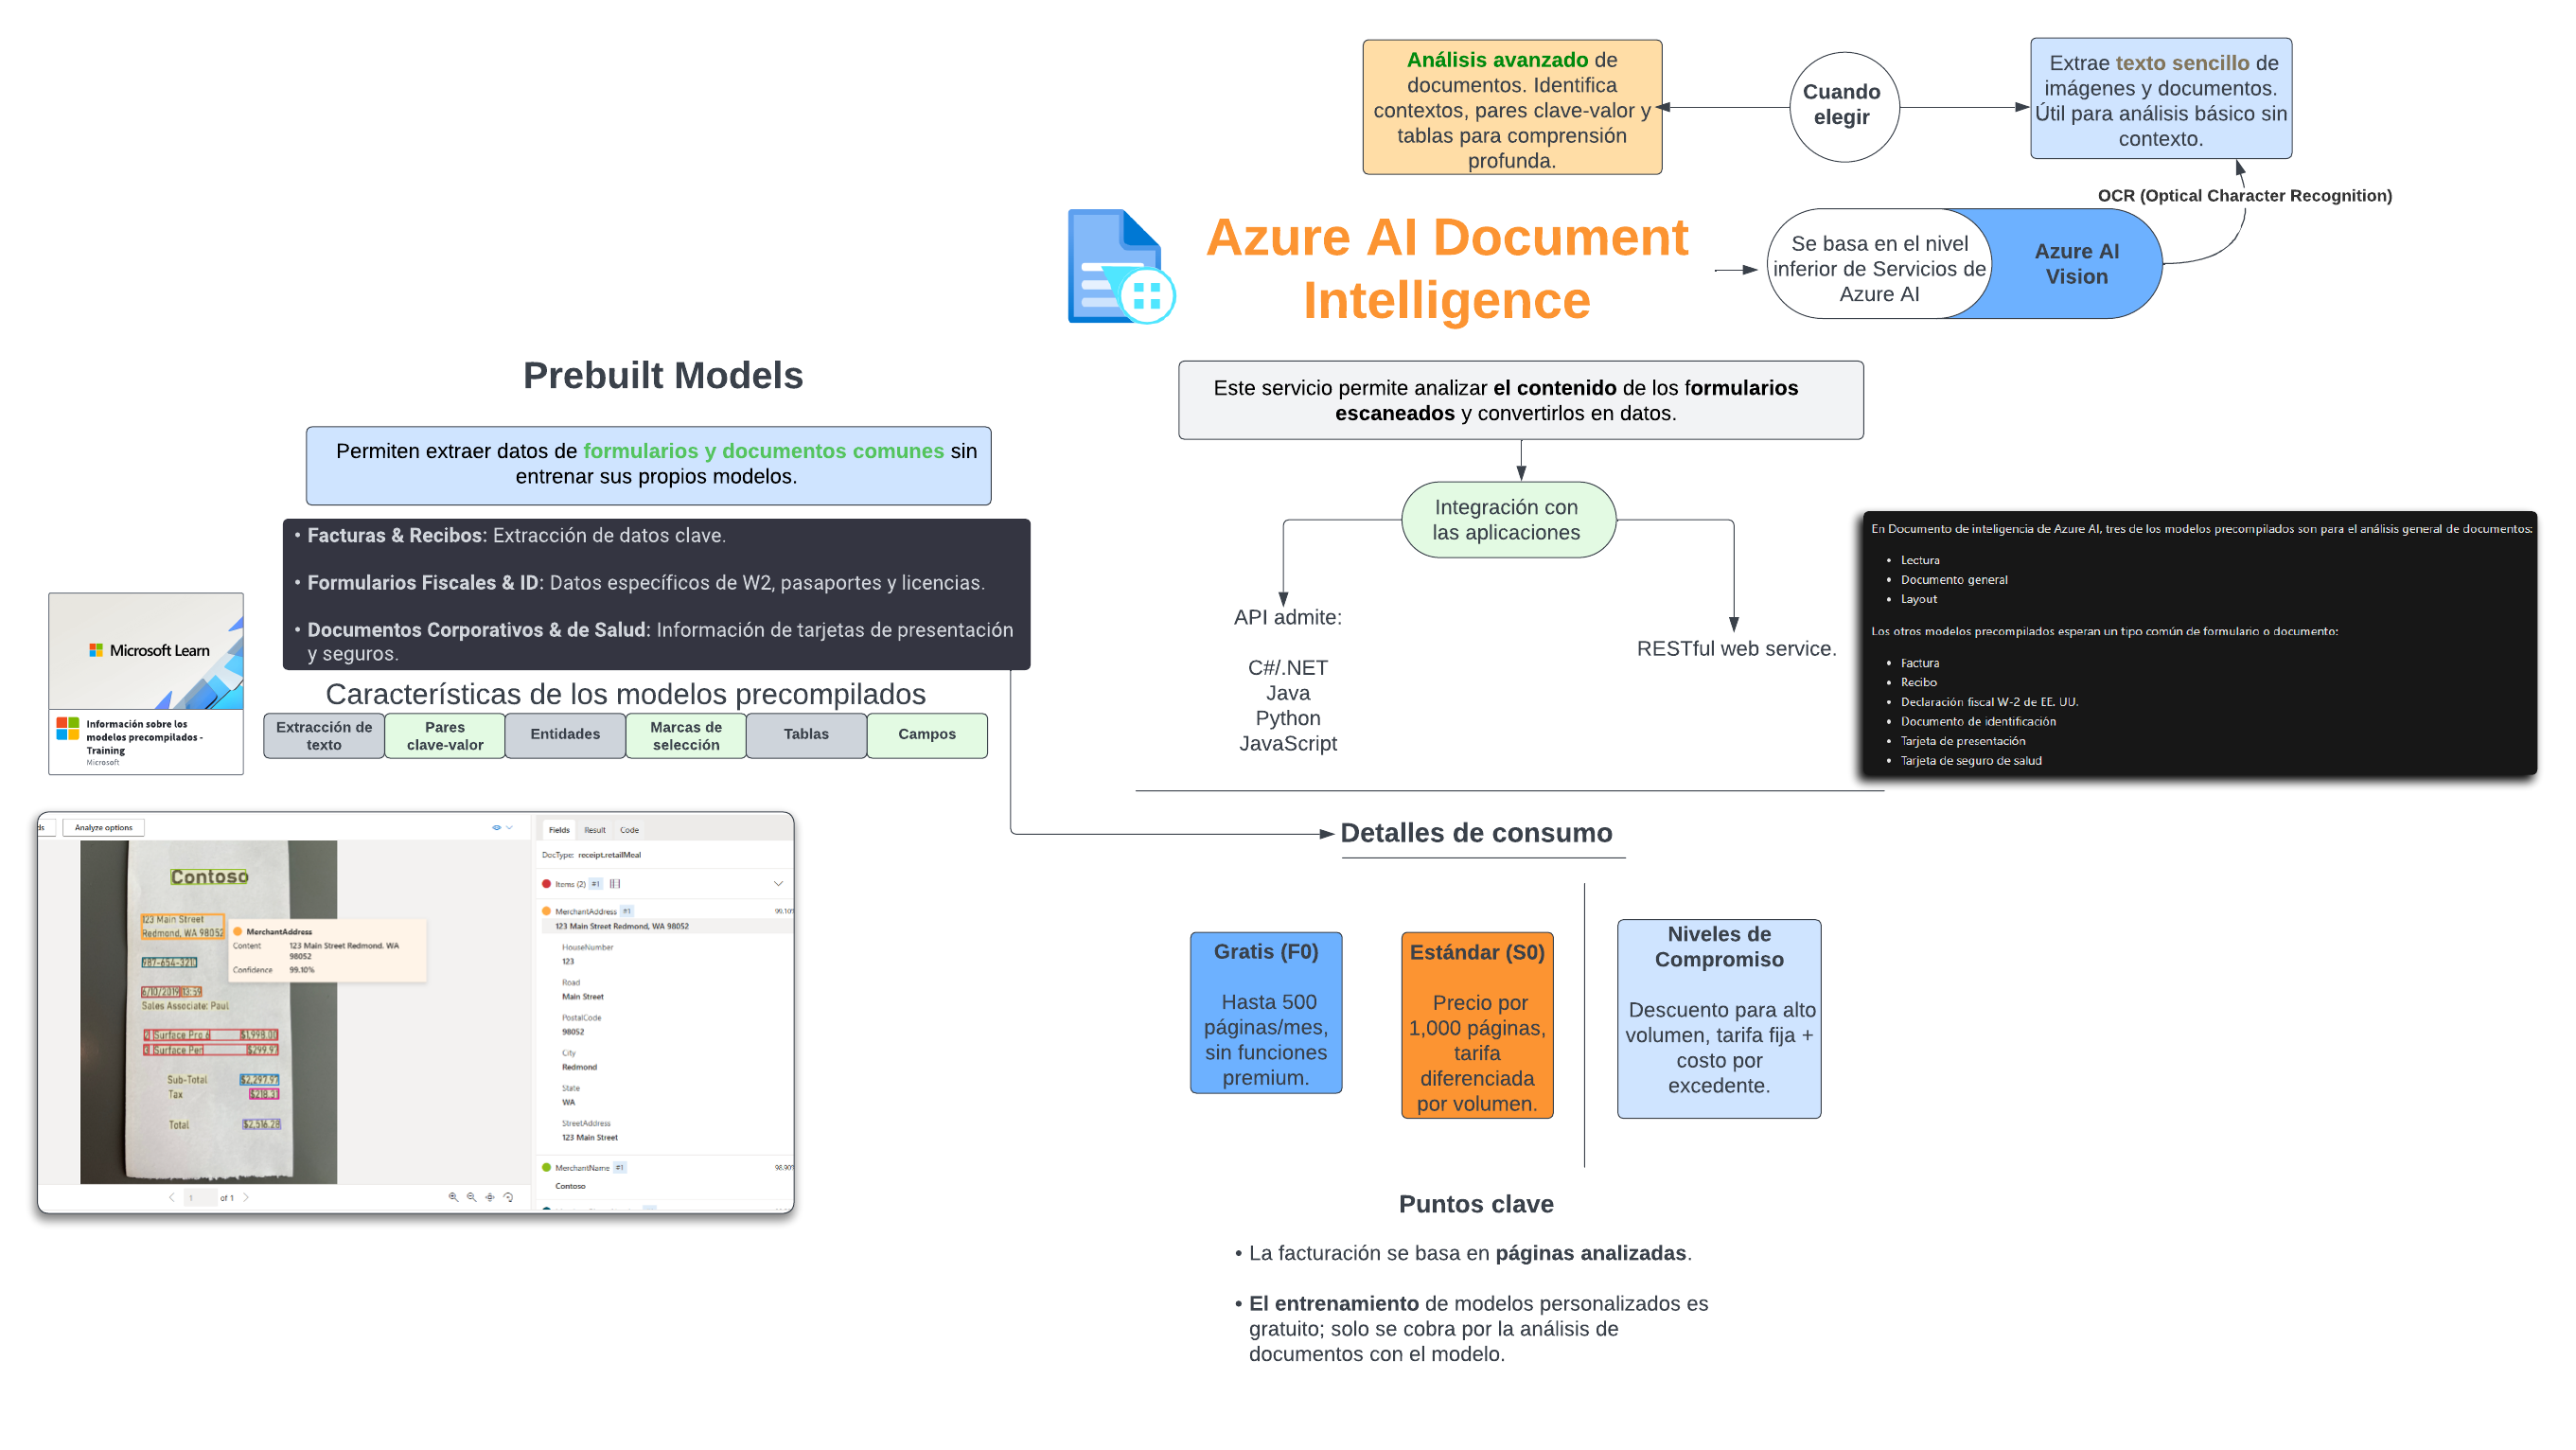 Análisis avanzado de
documentos. Identifica
contextos, pares clave-valor y
tablas para comprensión
profunda.
Cuando
elegir
Extrae texto sencillo de
imágenes y documentos.
Útil para análisis básico sin
contexto.
OCR (Optical Character Recognition)
Azure AI Document
Intelligence
Se basa en el nivel
inferior de Servicios de
Azure AI
Azure AI
Vision
Prebuilt Models
Permiten extraer datos de formularios y documentos comunes sin
entrenar sus propios modelos.
• Facturas & Recibos: Extracción de datos clave.
• Formularios Fiscales & ID: Datos específicos de W2, pasaportes y licencias.
• Documentos Corporativos & de Salud: Información de tarjetas de presentación
y seguros.
Microsoft Learn
Información sobre los
modelos precompilados -
Training
Microsoft
Características de los modelos precompilados
Extracción de
texto
Pares
clave-valor
Entidades
Marcas de
selección
Tablas
Campos
Este servicio permite analizar el contenido de los formularios
escaneados y convertirlos en datos.
Integración con
las aplicaciones
API admite:
C#/.NET
Java
Python
JavaScript
RESTful web service.
En Documento de inteligencia de Azure AI, tres de los modelos precompilados son para el análisis general de documentos:
• Lectura
• Documento general
• Layout
Los otros modelos precompilados esperan un tipo común de formulario o documento:
• Factura
• Recibo
• Declaración fiscal W-2 de EE. UU.
• Documento de identificación
• Tarjeta de presentación
• Tarjeta de seguro de salud
Analyze options
Contoso
123 Main Street
Redmond, WA 98052
987-654-3210
6/10/2019 13:59
Sales Associate: Paul
Surface Pro 6 $1,998.00
Surface Pen $299.97
Sub-Total $2,297.97
Tax $218.31
Total $2,516.28
MerchantAddress
Content 123 Main Street Redmond. WA
98052
Confidence 99.10%
1 of 1
Fields Result Code
DocType: receipt.retailMeal
Items (2) #1
MerchantAddress #1 99.10%
123 Main Street Redmond, WA 98052
HouseNumber
123
Road
Main Street
PostalCode
98052
City
Redmond
State
WA
StreetAddress
123 Main Street
MerchantName #1 98.90%
Contoso
Detalles de consumo
Gratis (F0)
Hasta 500
páginas/mes,
sin funciones
premium.
Estándar (S0)
Precio por
1,000 páginas,
tarifa
diferenciada
por volumen.
Niveles de
Compromiso
Descuento para alto
volumen, tarifa fija +
costo por
excedente.
Puntos clave
• La facturación se basa en páginas analizadas.
• El entrenamiento de modelos personalizados es
gratuito; solo se cobra por la análisis de
documentos con el modelo.